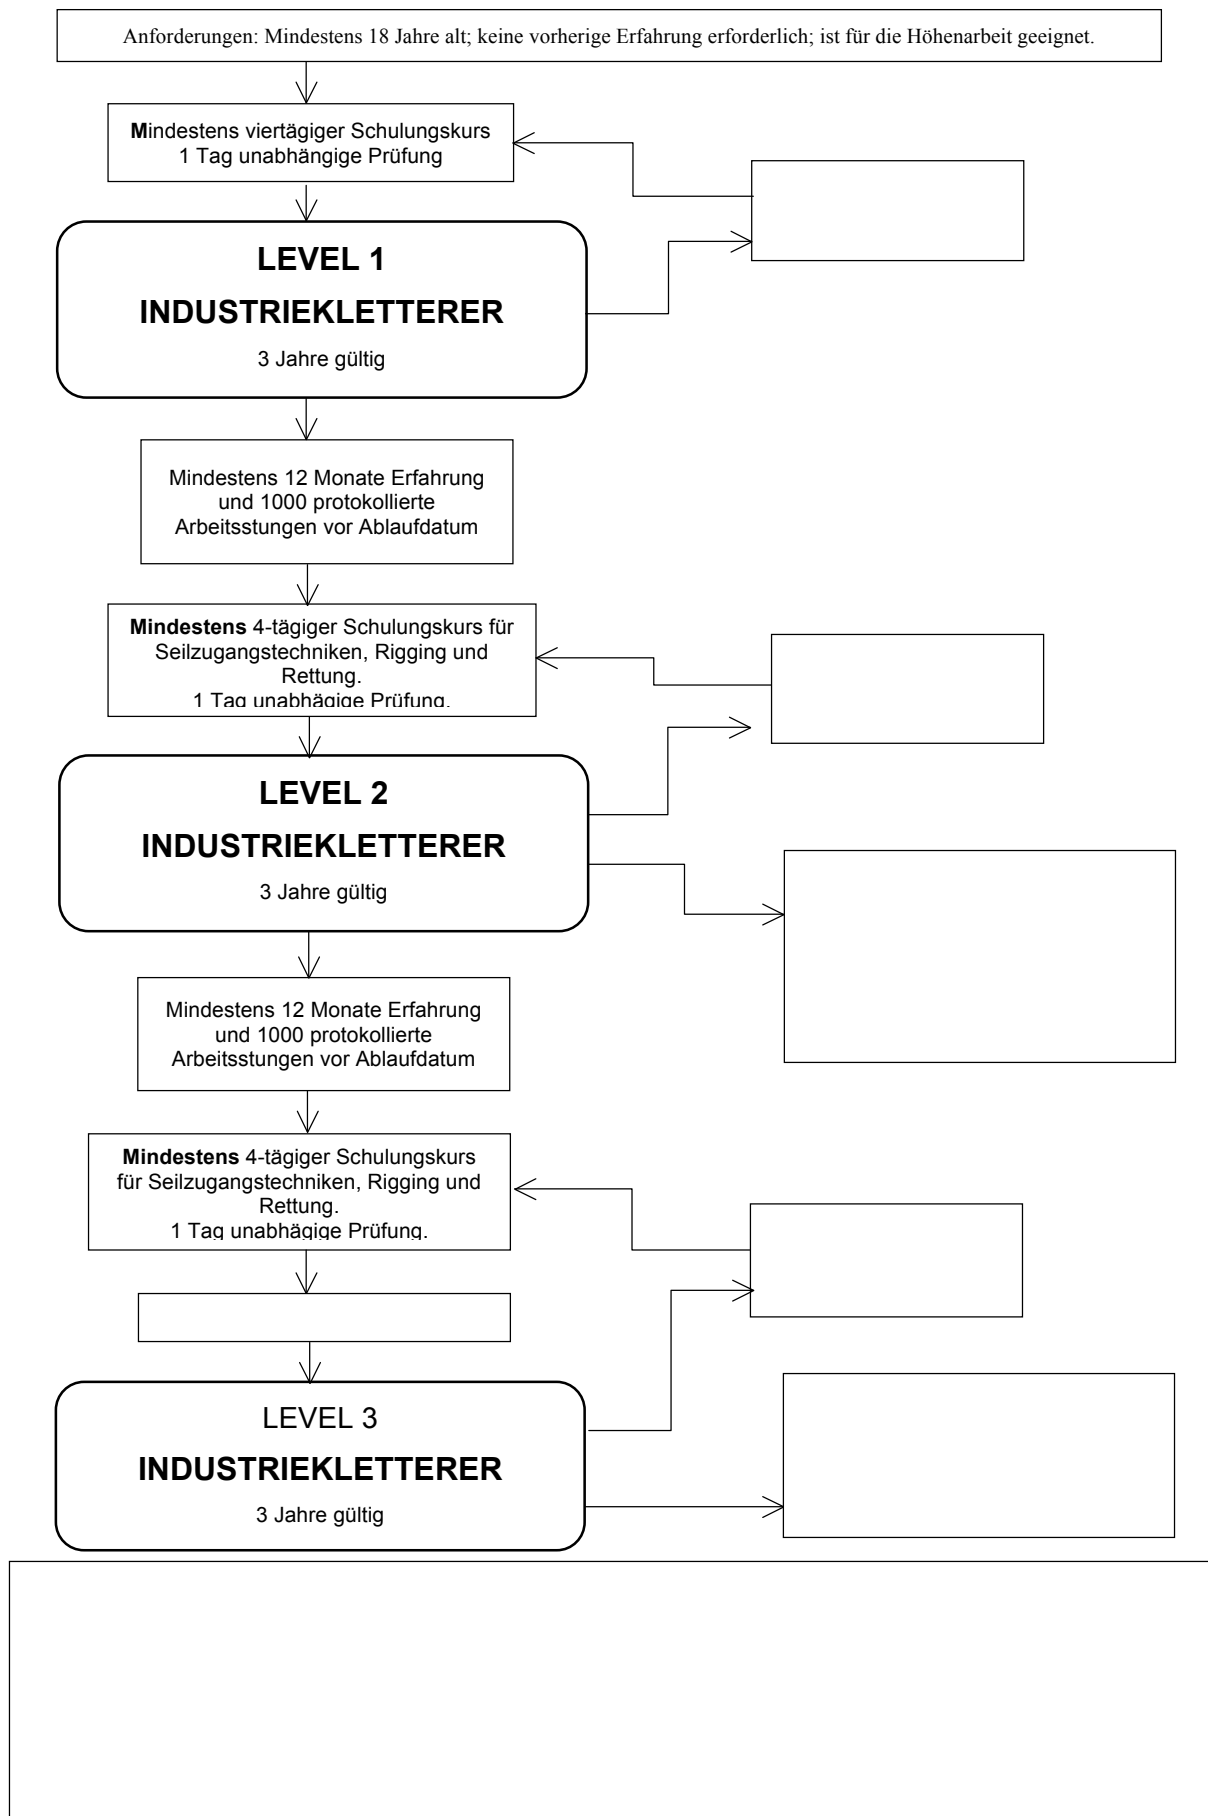 Anforderungen: Mindestens 18 Jahre alt; keine vorherige Erfahrung erforderlich; ist für die Höhenarbeit geeignet.
Mindestens viertägiger Schulungskurs
1 Tag unabhängige Prüfung
LEVEL 1
INDUSTRIEKLETTERER
3 Jahre gültig
Mindestens 12 Monate Erfahrung
und 1000 protokollierte
Arbeitsstungen vor Ablaufdatum
Mindestens 4-tägiger Schulungskurs für
Seilzugangstechniken, Rigging und
Rettung.
1 Tag unabhägige Prüfung.
LEVEL 2
INDUSTRIEKLETTERER
3 Jahre gültig
Mindestens 12 Monate Erfahrung
und 1000 protokollierte
Arbeitsstungen vor Ablaufdatum
Mindestens 4-tägiger Schulungskurs
für Seilzugangstechniken, Rigging und
Rettung.
1 Tag unabhägige Prüfung.
LEVEL 3
INDUSTRIEKLETTERER
3 Jahre gültig